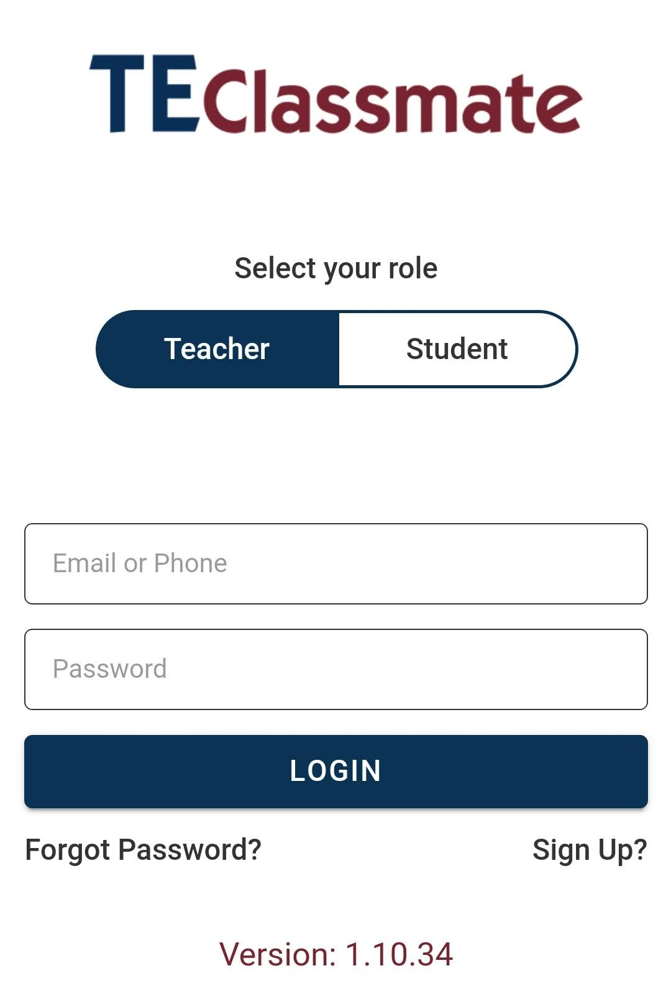 TEClassmate
Select your role
Teacher Student
Email or Phone
Password
LOGIN
Forgot Password? Sign Up?
Version: 1.10.34